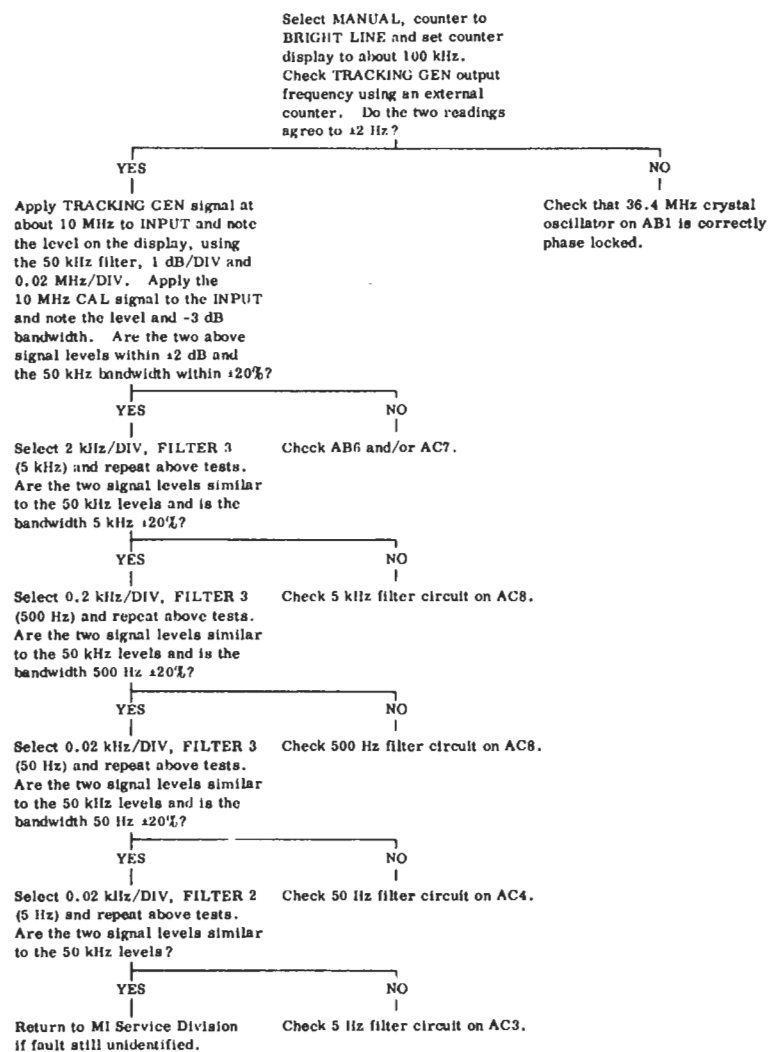 Select MANUAL, counter to
BRIGHT LINE and set counter
display to about 100 kHz.
Check TRACKING GEN output
frequency using an external
counter. Do the two readings
agree to ±2 Hz?
YES
NO
Apply TRACKING GEN signal at
about 10 MHz to INPUT and note
the level on the display, using
the 50 kHz filter, 1 dB/DIV and
0.02 MHz/DIV. Apply the
10 MHz CAL signal to the INPUT
and note the level and -3 dB
bandwidth. Are the two above
signal levels within ±2 dB and
the 50 kHz bandwidth within ±20%?
Check that 36.4 MHz crystal
oscillator on AB1 is correctly
phase locked.
YES
NO
Select 2 kHz/DIV, FILTER 3
(5 kHz) and repeat above tests.
Are the two signal levels similar
to the 50 kHz levels and is the
bandwidth 5 kHz ±20%?
Check AB6 and/or AC7.
YES
NO
Select 0.2 kHz/DIV, FILTER 3
(500 Hz) and repeat above tests.
Are the two signal levels similar
to the 50 kHz levels and is the
bandwidth 500 Hz ±20%?
Check 5 kHz filter circuit on AC8.
YES
NO
Select 0.02 kHz/DIV, FILTER 3
(50 Hz) and repeat above tests.
Are the two signal levels similar
to the 50 kHz levels and is the
bandwidth 50 Hz ±20%?
Check 500 Hz filter circuit on AC8.
YES
NO
Select 0.02 kHz/DIV, FILTER 2
(5 Hz) and repeat above tests.
Are the two signal levels similar
to the 50 kHz levels?
Check 50 Hz filter circuit on AC4.
YES
NO
Return to MI Service Division
if fault still unidentified.
Check 5 Hz filter circuit on AC3.